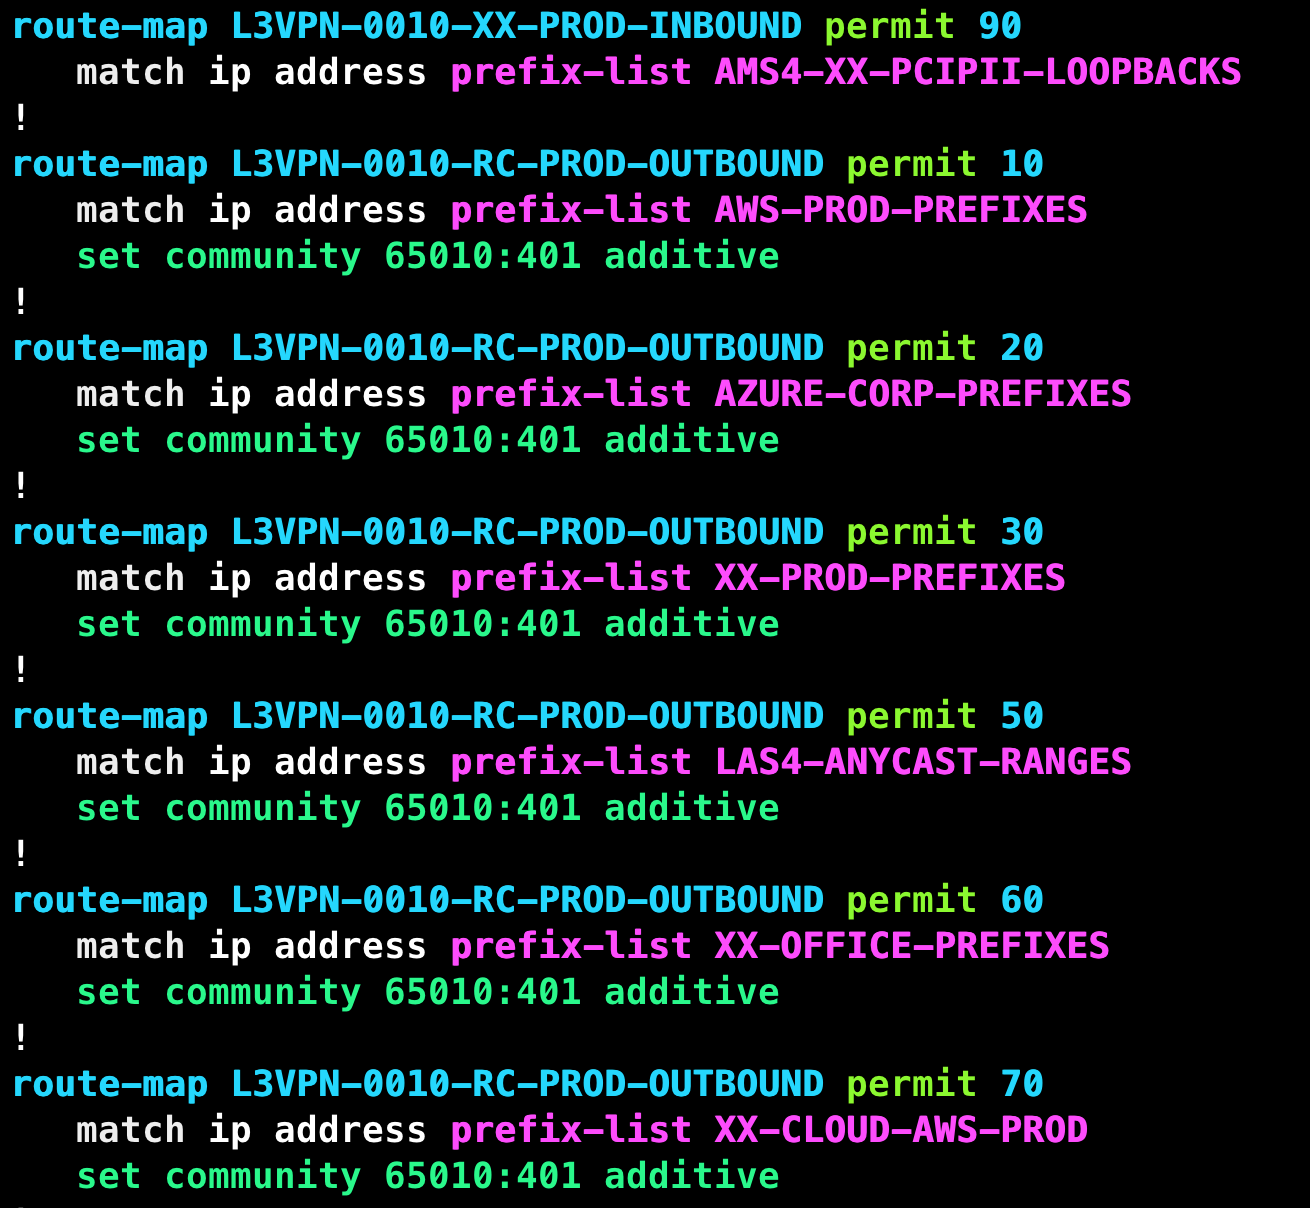 route-map L3VPN-0010-XX-PROD-INBOUND permit 90
   match ip address prefix-list AMS4-XX-PCIPII-LOOPBACKS
!
route-map L3VPN-0010-RC-PROD-OUTBOUND permit 10
   match ip address prefix-list AWS-PROD-PREFIXES
   set community 65010:401 additive
!
route-map L3VPN-0010-RC-PROD-OUTBOUND permit 20
   match ip address prefix-list AZURE-CORP-PREFIXES
   set community 65010:401 additive
!
route-map L3VPN-0010-RC-PROD-OUTBOUND permit 30
   match ip address prefix-list XX-PROD-PREFIXES
   set community 65010:401 additive
!
route-map L3VPN-0010-RC-PROD-OUTBOUND permit 50
   match ip address prefix-list LAS4-ANYCAST-RANGES
   set community 65010:401 additive
!
route-map L3VPN-0010-RC-PROD-OUTBOUND permit 60
   match ip address prefix-list XX-OFFICE-PREFIXES
   set community 65010:401 additive
!
route-map L3VPN-0010-RC-PROD-OUTBOUND permit 70
   match ip address prefix-list XX-CLOUD-AWS-PROD
   set community 65010:401 additive